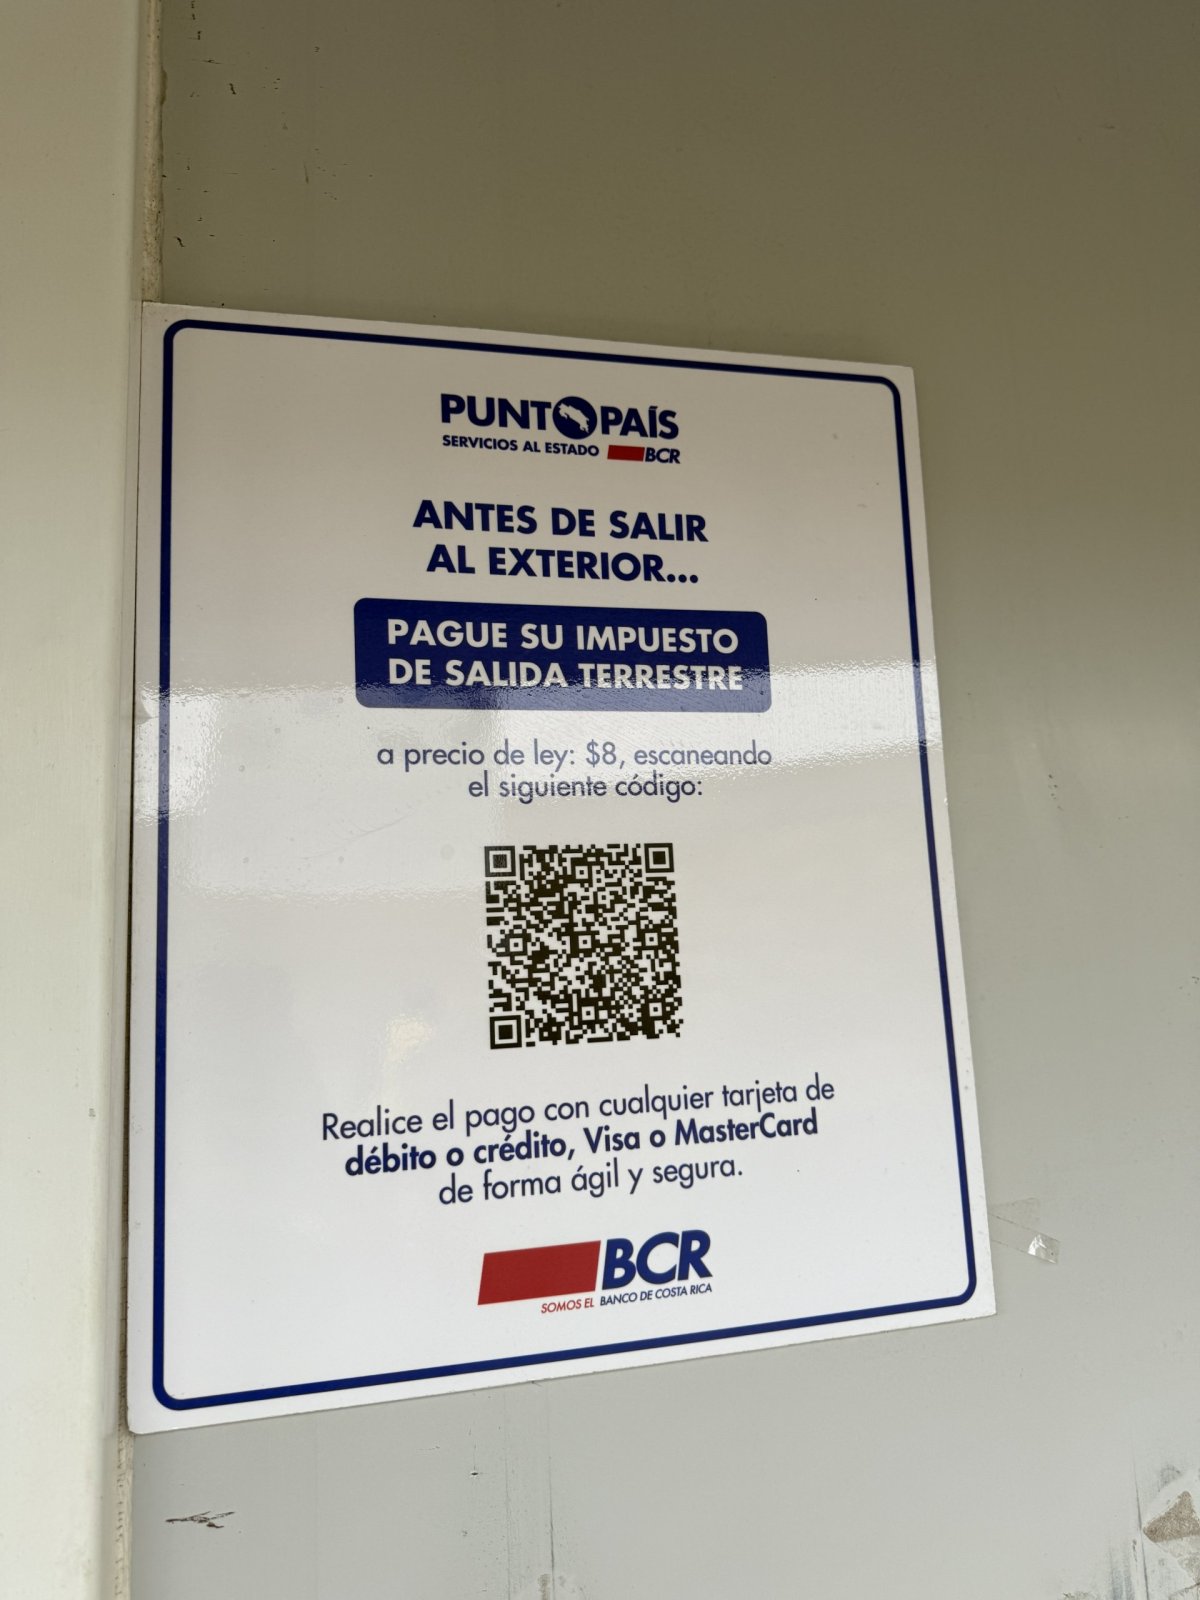 PUNTOPAÍS
SERVICIOS AL ESTADO BCR
ANTES DE SALIR
AL EXTERIOR...
PAGUE SU IMPUESTO
DE SALIDA TERRESTRE
a precio de ley: $8, escaneando
el siguiente código:
Realice el pago con cualquier tarjeta de
débito o crédito, Visa o MasterCard
de forma ágil y segura.
BCR
SOMOS EL BANCO DE COSTA RICA